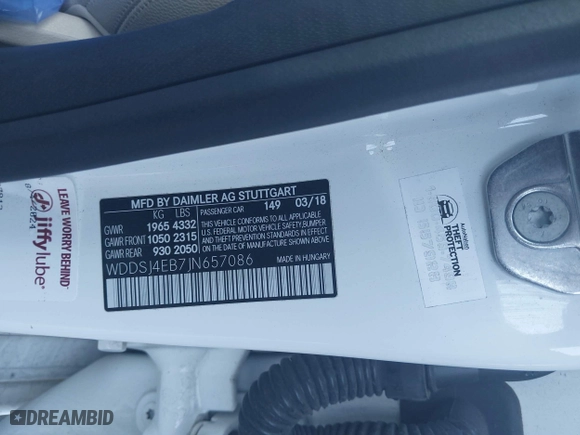 MFD BY DAIMLER AG STUTTGART
KG LBS PASSENGER CAR 149 03/18
GVWR 1965 4332
GAWR FRONT 1050 2315
GAWR REAR 930 2050
THIS VEHICLE CONFORMS TO ALL APPLICABLE
U.S. FEDERAL MOTOR VEHICLE SAFETY, BUMPER,
AND THEFT PREVENTION STANDARDS IN EFFECT
ON THE DATE OF MANUFACTURE SHOWN ABOVE.
WDDSJ4EB7JN657086
MADE IN HUNGARY
LEAVE WORRY BEHIND
jiffylube
THEFT
PROTECTION
DREAMBID